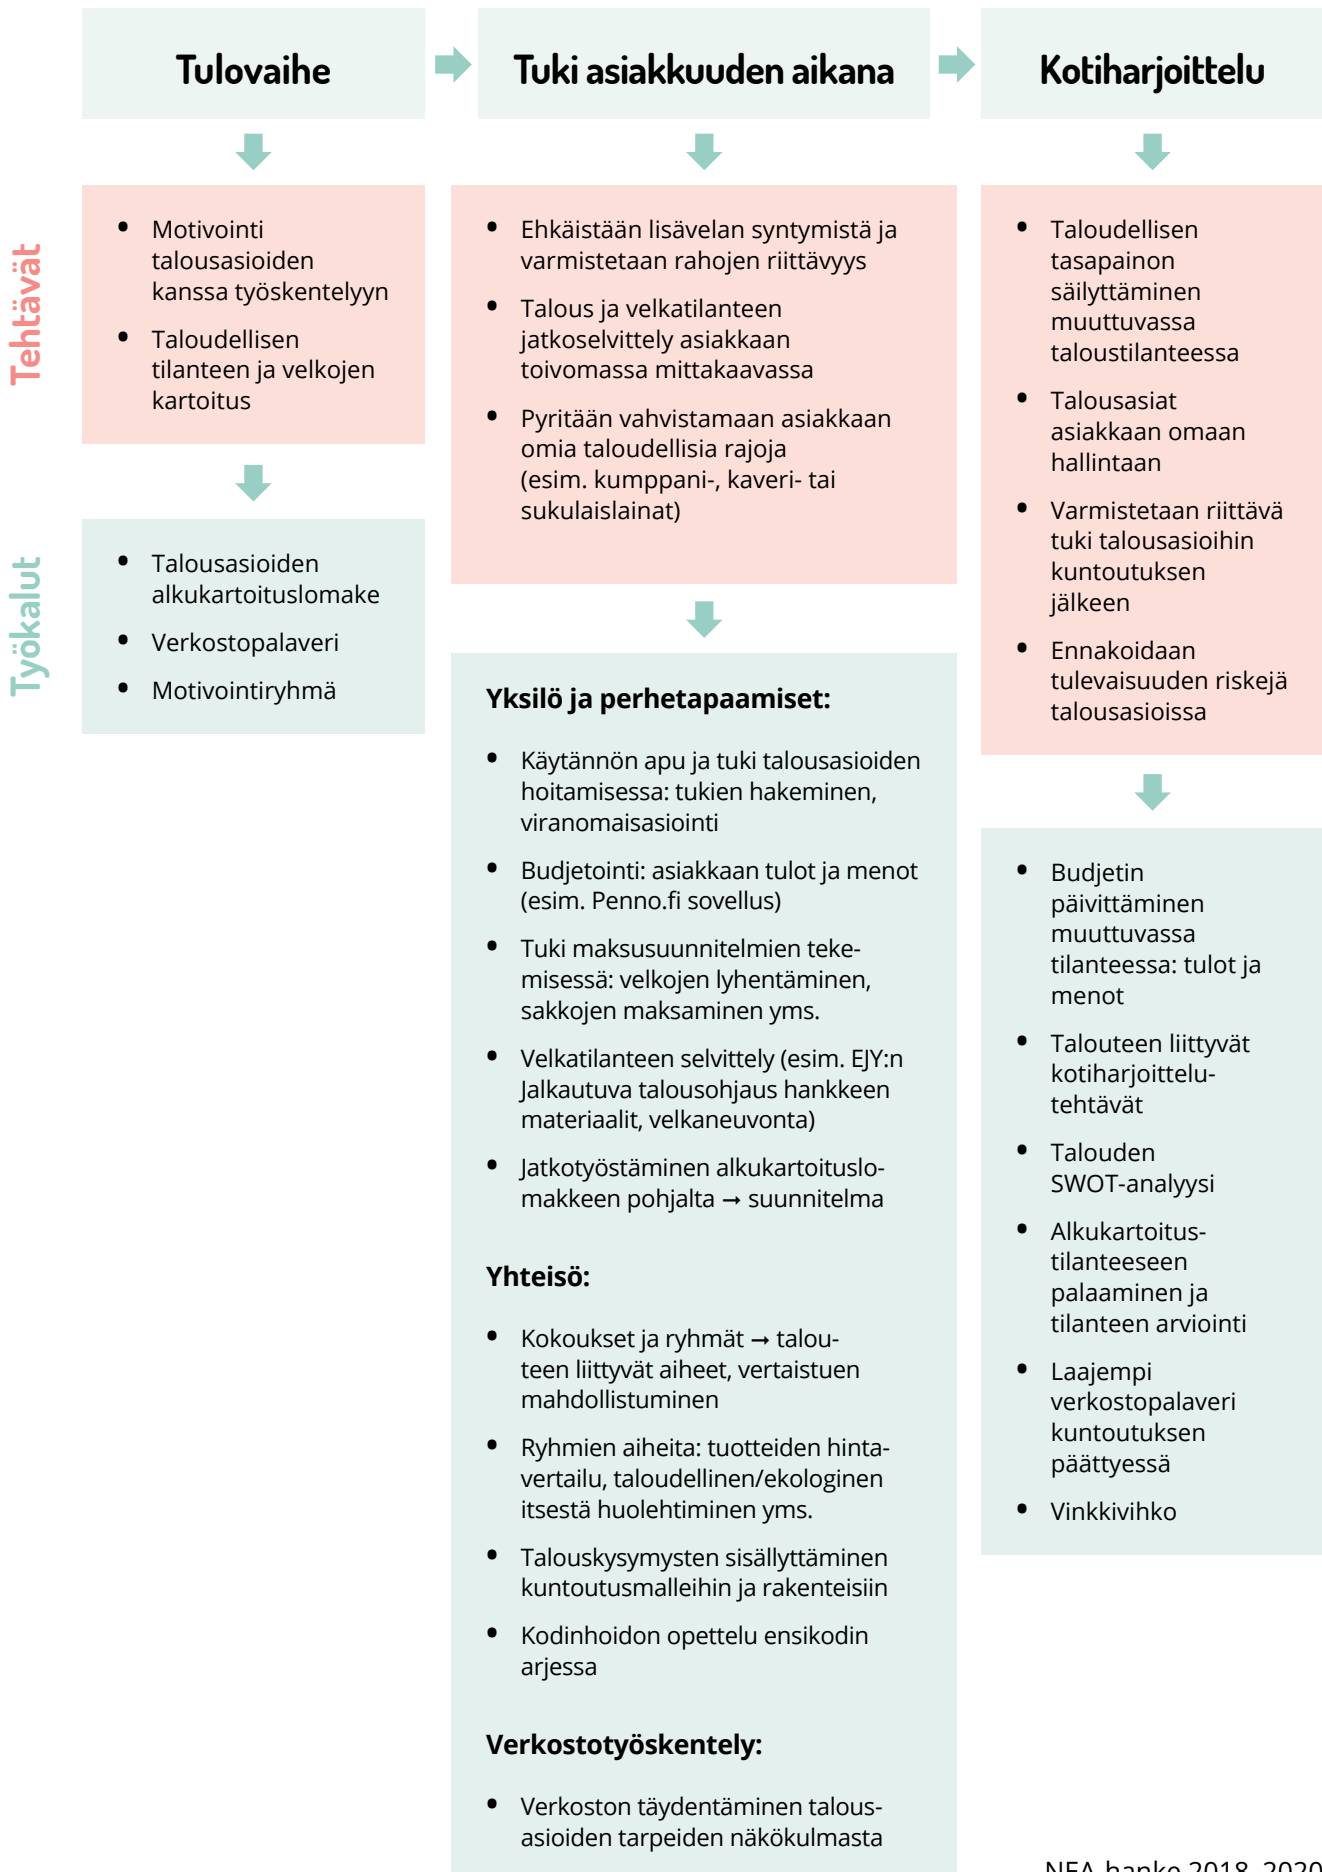 Tulovaihe
Tuki asiakkuuden aikana
Kotiharjoittelu
Tehtävät
• Motivointi
talousasioiden
kanssa työskentelyyn
• Taloudellisen
tilanteen ja velkojen
kartoitus
• Ehkäistään lisävelan syntymistä ja
varmistetaan rahojen riittävyys
• Talous ja velkatilanteen
jatkoselvittely asiakkaan
toivomassa mittakaavassa
• Pyritään vahvistamaan asiakkaan
omia taloudellisia rajoja
(esim. kumppani-, kaveri- tai
sukulaislainat)
• Taloudellisen
tasapainon
säilyttäminen
muuttuvassa
taloustilanteessa
• Talousasiat
asiakkaan omaan
hallintaan
• Varmistetaan riittävä
tuki talousasioihin
kuntoutuksen
jälkeen
• Ennakoidaan
tulevaisuuden riskejä
talousasioissa
Työkalut
• Talousasioiden
alkukartoituslomake
• Verkostopalaveri
• Motivointiryhmä
Yksilö ja perhetapaamiset:
• Käytännön apu ja tuki talousasioiden
hoitamisessa: tukien hakeminen,
viranomaisasiointi
• Budjetointi: asiakkaan tulot ja menot
(esim. Penno.fi sovellus)
• Tuki maksusuunnitelmien teke-
misessä: velkojen lyhentäminen,
sakkojen maksaminen yms.
• Velkatilanteen selvittely (esim. EJY:n
Jalkautuva talousohjaus hankkeen
materiaalit, velkaneuvonta)
• Jatkotyöstäminen alkukartoituslo-
makkeen pohjalta → suunnitelma
Yhteisö:
• Kokoukset ja ryhmät → talou-
teen liittyvät aiheet, vertaistuen
mahdollistuminen
• Ryhmien aiheita: tuotteiden hinta-
vertailu, taloudellinen/ekologinen
itsestä huolehtiminen yms.
• Talouskysymysten sisällyttäminen
kuntoutusmalleihin ja rakenteisiin
• Kodinhoidon opettelu ensikodin
arjessa
Verkostotyöskentely:
• Verkoston täydentäminen talous-
asioiden tarpeiden näkökulmasta
• Budjetin
päivittäminen
muuttuvassa
tilanteessa: tulot ja
menot
• Talouteen liittyvät
kotiharjoittelu-
tehtävät
• Talouden
SWOT-analyysi
• Alkukartoitus-
tilanteeseen
palaaminen ja
tilanteen arviointi
• Laajempi
verkostopalaveri
kuntoutuksen
päättyessä
• Vinkkivihko
NEA-hanke 2018–2020